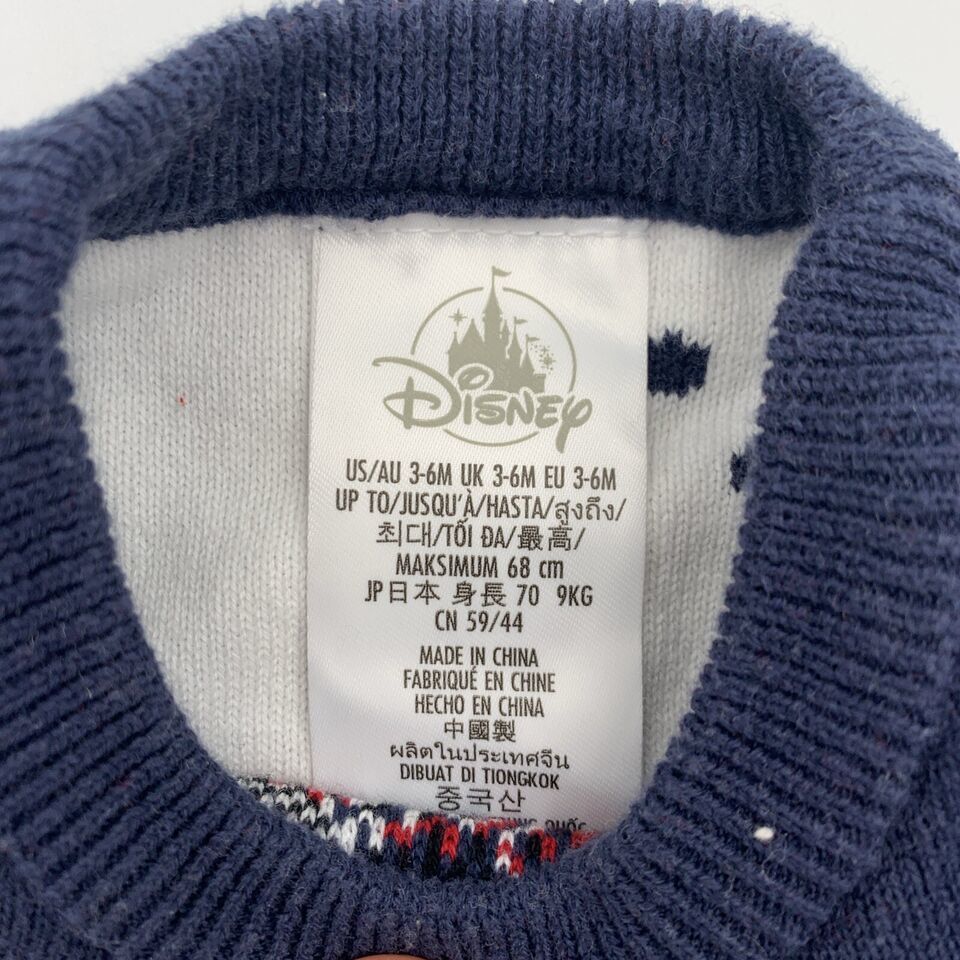 Disney
US/AU 3-6M UK 3-6M EU 3-6M
UP TO/JUSQU'À/HASTA/สูงถึง/
최대/TỐI ĐA/最高/
MAKSIMUM 68 cm
JP日本 身長 70 9KG
CN 59/44
MADE IN CHINA
FABRIQUÉ EN CHINE
HECHO EN CHINA
中國製
ผลิตในประเทศจีน
DIBUAT DI TIONGKOK
중국산
QUỐC